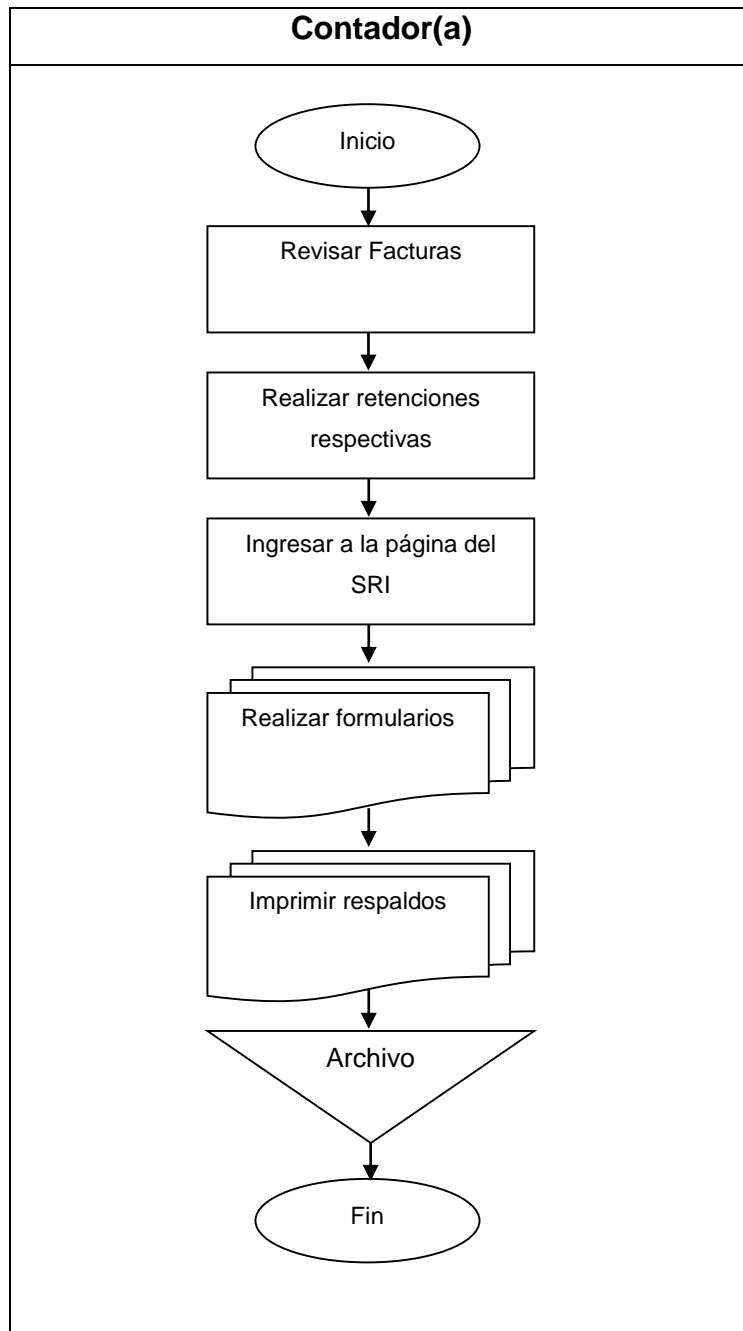 Contador(a)
Inicio
Revisar Facturas
Realizar retenciones
respectivas
Ingresar a la página del
SRI
Realizar formularios
Imprimir respaldos
Archivo
Fin